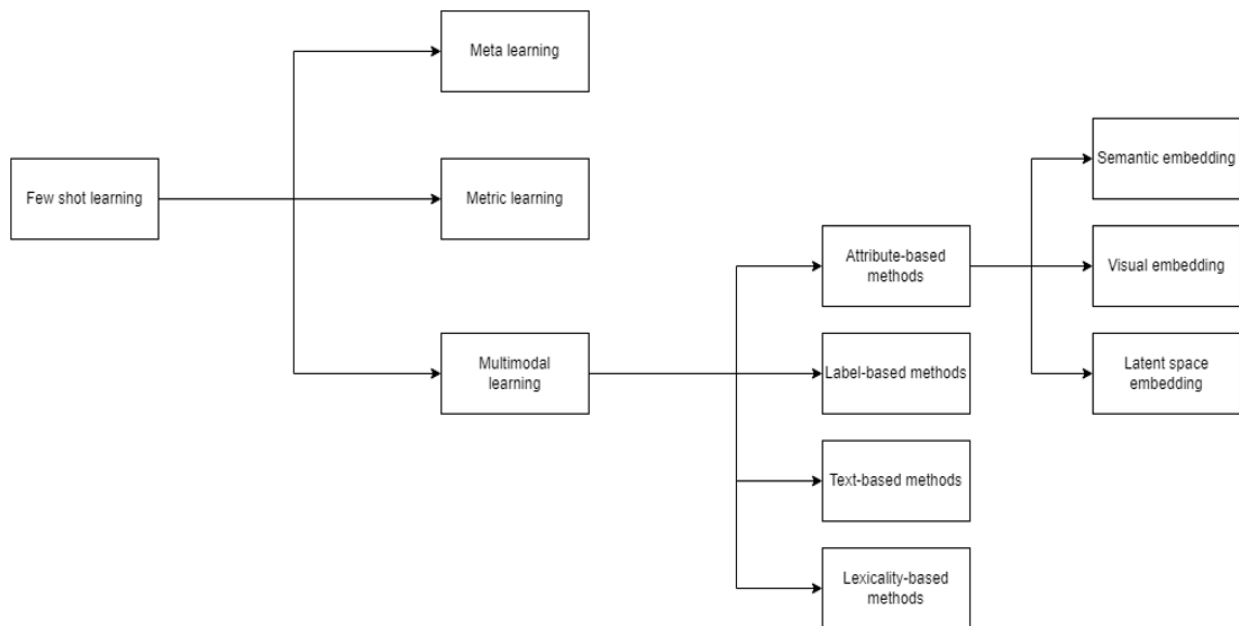 Few shot learning
Meta learning
Metric learning
Multimodal
learning
Attribute-based
methods
Label-based methods
Text-based methods
Lexicality-based
methods
Semantic embedding
Visual embedding
Latent space
embedding